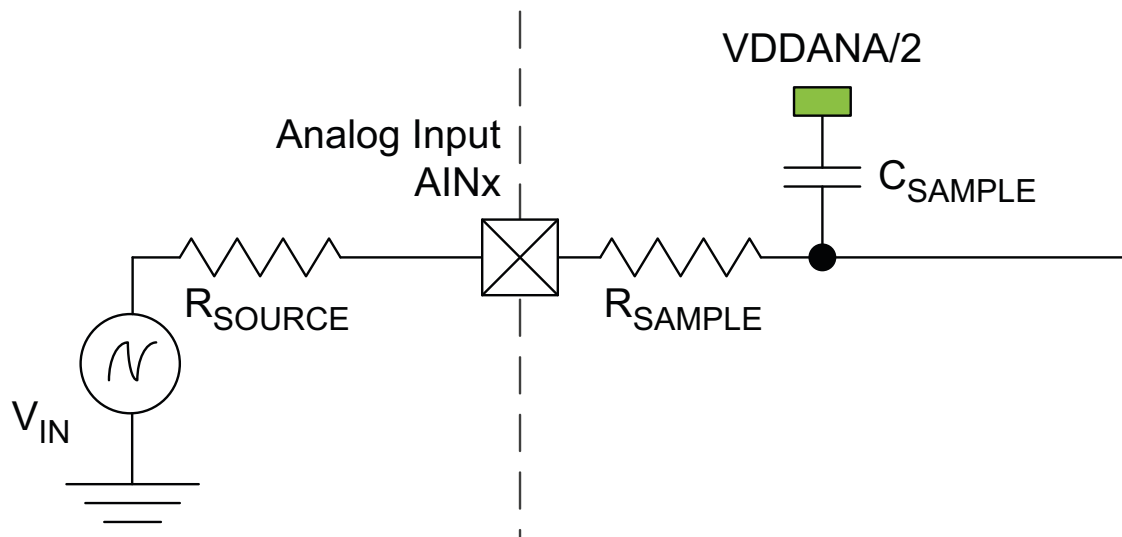 VDDANA/2
Analog Input
AINx
CSAMPLE
RSOURCE
RSAMPLE
VIN